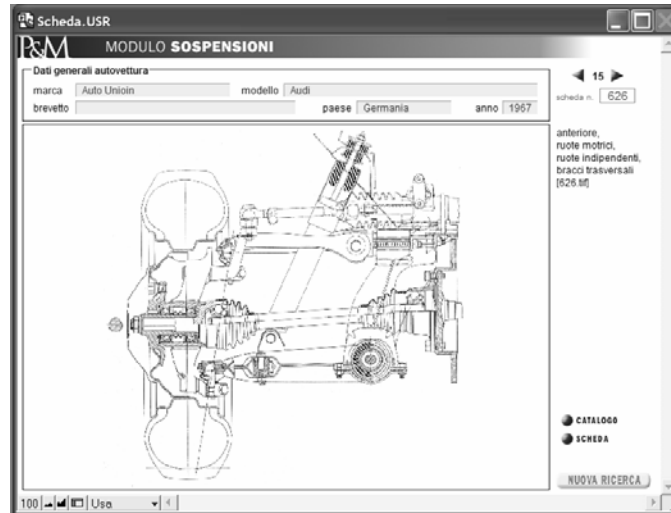 Scheda.USR
P&M MODULO SOSPENSIONI
Dati generali autovettura
marca Auto Unioin modello Audi
brevetto paese Germania anno 1967
15
scheda n. 626
anteriore,
ruote motrici,
ruote indipendenti,
bracci trasversali
[626.tif]
CATALOGO
SCHEDA
NUOVA RICERCA
100 Usa